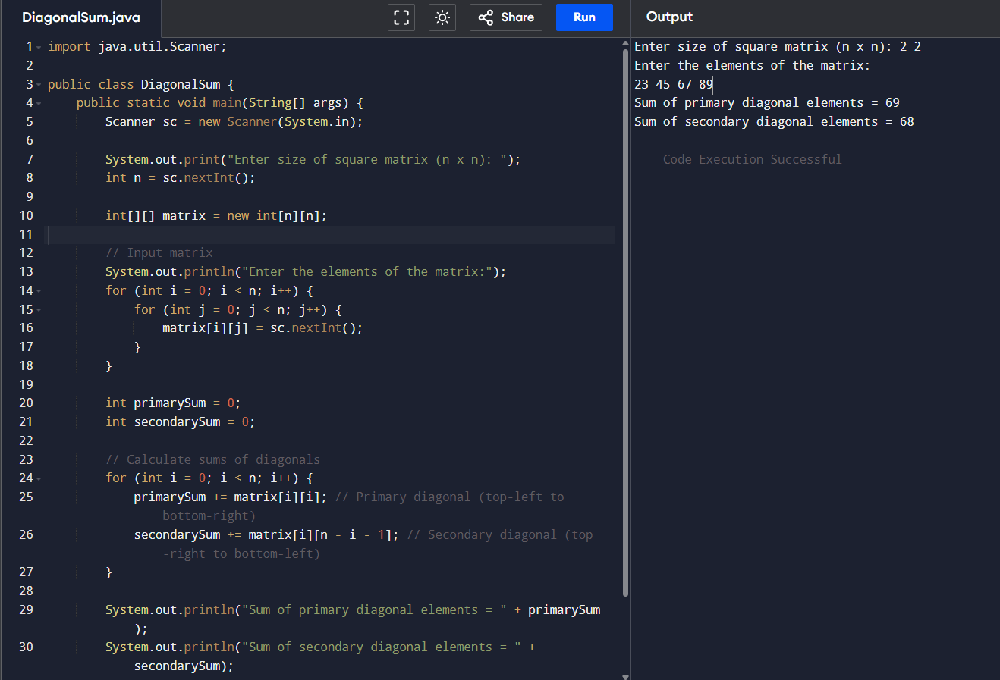 DiagonalSum.java
Share
Run
Output
1 import java.util.Scanner;
2
3 public class DiagonalSum {
4     public static void main(String[] args) {
5         Scanner sc = new Scanner(System.in);
6
7         System.out.print("Enter size of square matrix (n x n): ");
8         int n = sc.nextInt();
9
10         int[][] matrix = new int[n][n];
11
12         // Input matrix
13         System.out.println("Enter the elements of the matrix:");
14         for (int i = 0; i < n; i++) {
15             for (int j = 0; j < n; j++) {
16                 matrix[i][j] = sc.nextInt();
17             }
18         }
19
20         int primarySum = 0;
21         int secondarySum = 0;
22
23         // Calculate sums of diagonals
24         for (int i = 0; i < n; i++) {
25             primarySum += matrix[i][i]; // Primary diagonal (top-left to
bottom-right)
26             secondarySum += matrix[i][n - i - 1]; // Secondary diagonal (top
-right to bottom-left)
27         }
28
29         System.out.println("Sum of primary diagonal elements = " + primarySum
);
30         System.out.println("Sum of secondary diagonal elements = " +
secondarySum);
Enter size of square matrix (n x n): 2 2
Enter the elements of the matrix:
23 45 67 89
Sum of primary diagonal elements = 69
Sum of secondary diagonal elements = 68
=== Code Execution Successful ===